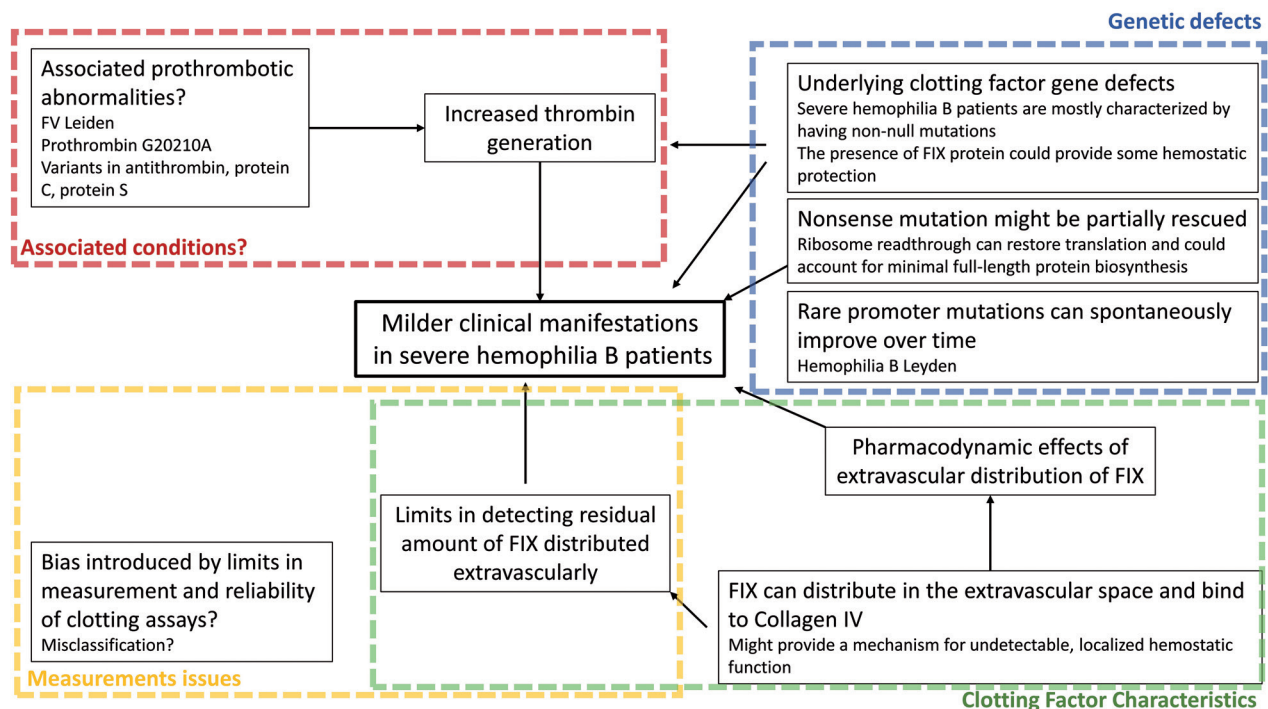 Genetic defects
Associated prothrombotic
abnormalities?
FV Leiden
Prothrombin G20210A
Variants in antithrombin, protein
C, protein S
Increased thrombin
generation
Associated conditions?
Underlying clotting factor gene defects
Severe hemophilia B patients are mostly characterized by
having non-null mutations
The presence of FIX protein could provide some hemostatic
protection
Nonsense mutation might be partially rescued
Ribosome readthrough can restore translation and could
account for minimal full-length protein biosynthesis
Rare promoter mutations can spontaneously
improve over time
Hemophilia B Leyden
Milder clinical manifestations
in severe hemophilia B patients
Pharmacodynamic effects of
extravascular distribution of FIX
Limits in detecting residual
amount of FIX distributed
extravascularly
Bias introduced by limits in
measurement and reliability
of clotting assays?
Misclassification?
Measurements issues
FIX can distribute in the extravascular space and bind
to Collagen IV
Might provide a mechanism for undetectable, localized hemostatic
function
Clotting Factor Characteristics